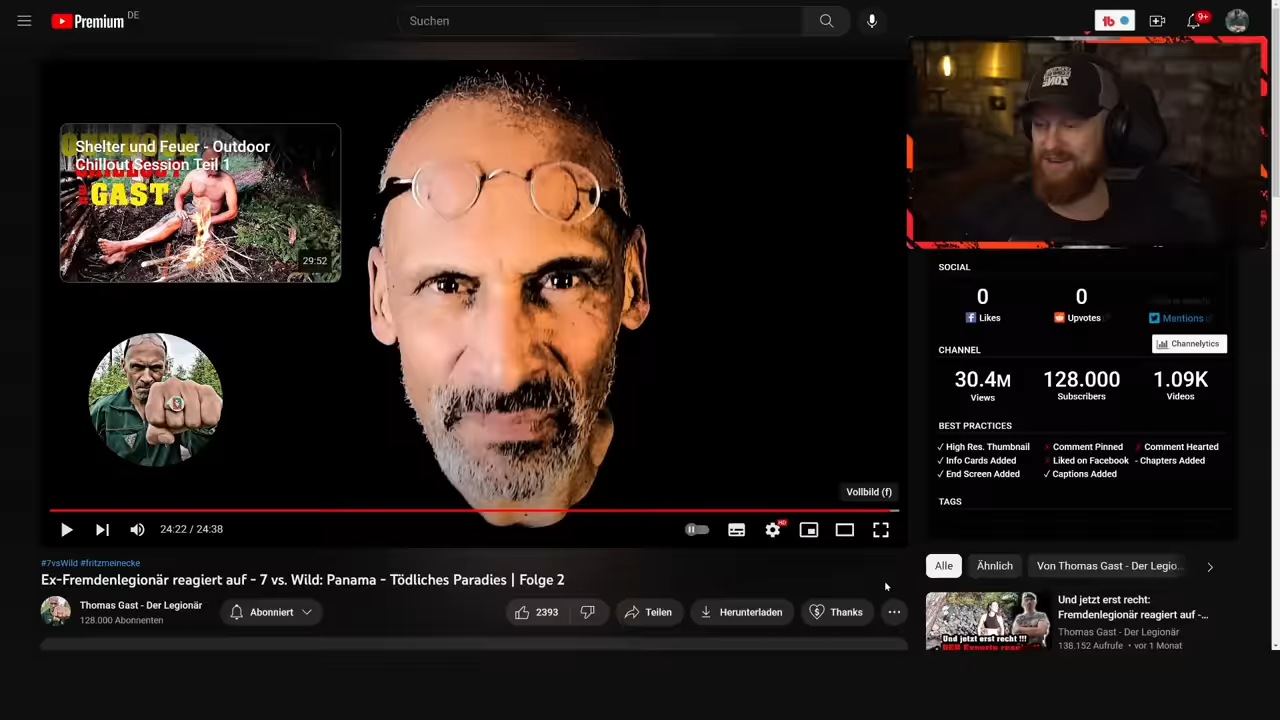 Premium DE
Suchen
9+
Shelter und Feuer - Outdoor
Chillout Session Teil 1
GAST
29:52
Vollbild (f)
24:22 / 24:38
HD
#7vsWild #fritzmeinecke
Ex-Fremdenlegionär reagiert auf - 7 vs. Wild: Panama - Tödliches Paradies | Folge 2
Thomas Gast - Der Legionär
128.000 Abonnenten
Abonniert
2393
Teilen
Herunterladen
Thanks
SOCIAL
0 0
Likes Upvotes Mentions
Channelytics
CHANNEL
30.4M 128.000 1.09K
Views Subscribers Videos
BEST PRACTICES
✓ High Res. Thumbnail Comment Pinned Comment Hearted
✓ Info Cards Added Liked on Facebook - Chapters Added
✓ End Screen Added ✓ Captions Added
TAGS
Alle Ähnlich Von Thomas Gast - Der Legio...
Und jetzt erst recht:
Fremdenlegionär reagiert auf -...
Thomas Gast - Der Legionär
138.152 Aufrufe • vor 1 Monat
Und jetzt erst recht !!!